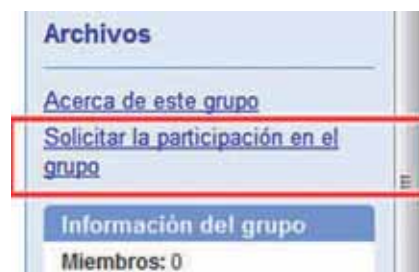 Archivos
Acerca de este grupo
Solicitar la participación en el
grupo
Información del grupo
Miembros: 0